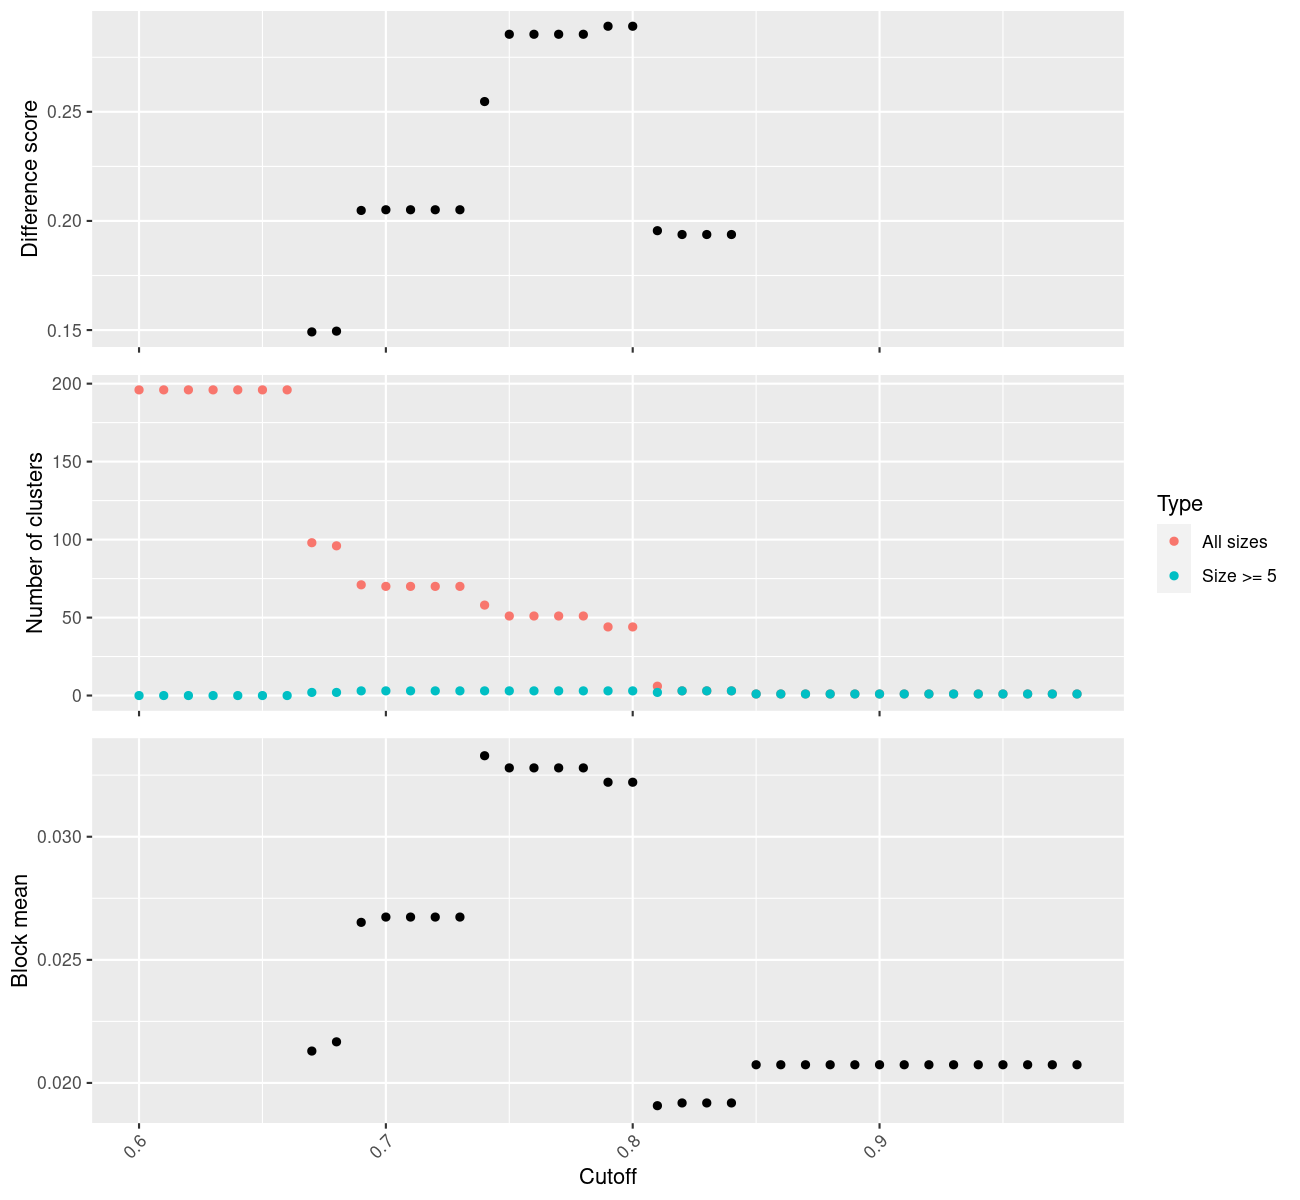 Difference score
0.25
0.20
0.15
Number of clusters
200
150
100
50
0
Type
All sizes
Size >= 5
Block mean
0.030
0.025
0.020
0.6
0.7
0.8
0.9
Cutoff